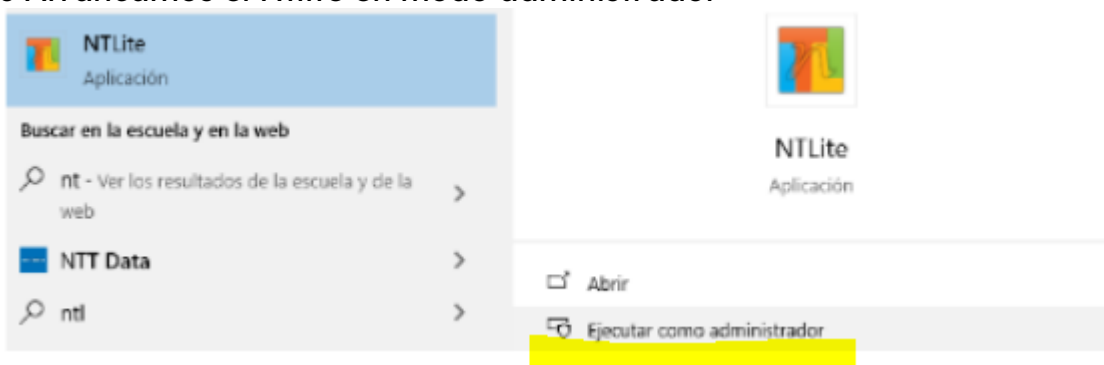 NTLite
Aplicación
Buscar en la escuela y en la web
nt - Ver los resultados de la escuela y de la
web
NTT Data
ntl
NTLite
Aplicación
Abrir
Ejecutar como administrador